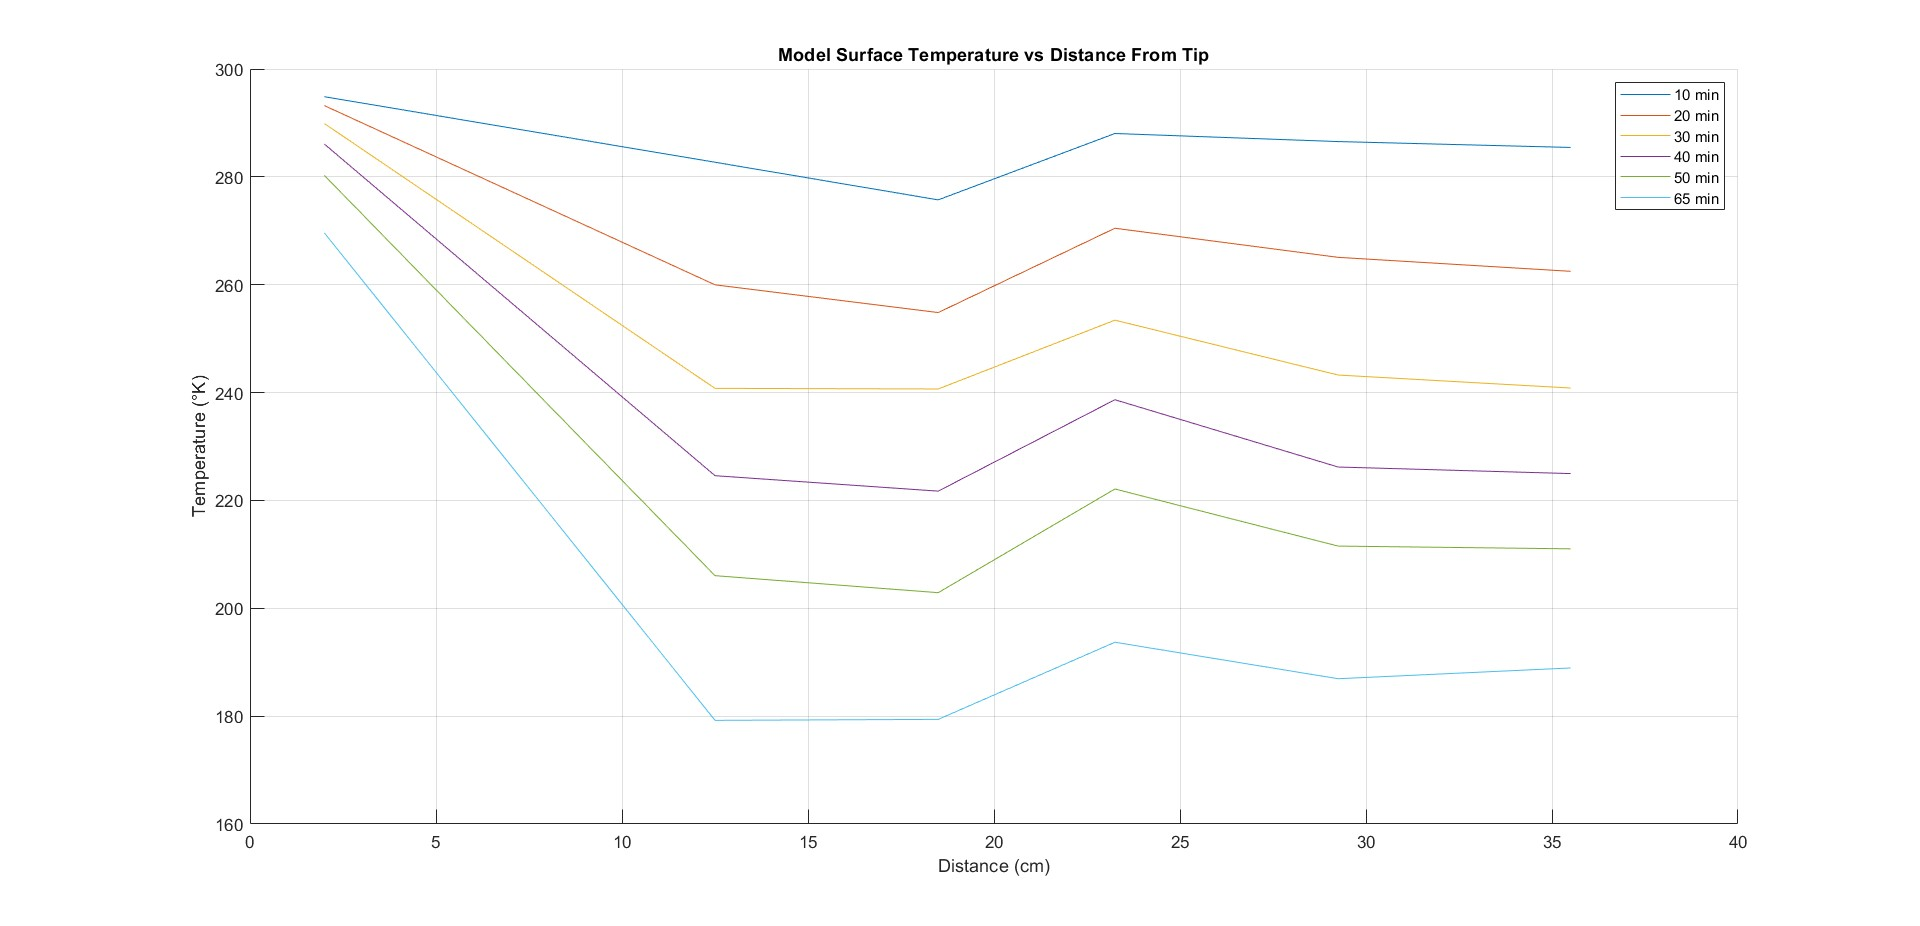 Model Surface Temperature vs Distance From Tip
300
280
260
240
220
200
180
160
Temperature (°K)
0 5 10 15 20 25 30 35 40
Distance (cm)
10 min
20 min
30 min
40 min
50 min
65 min